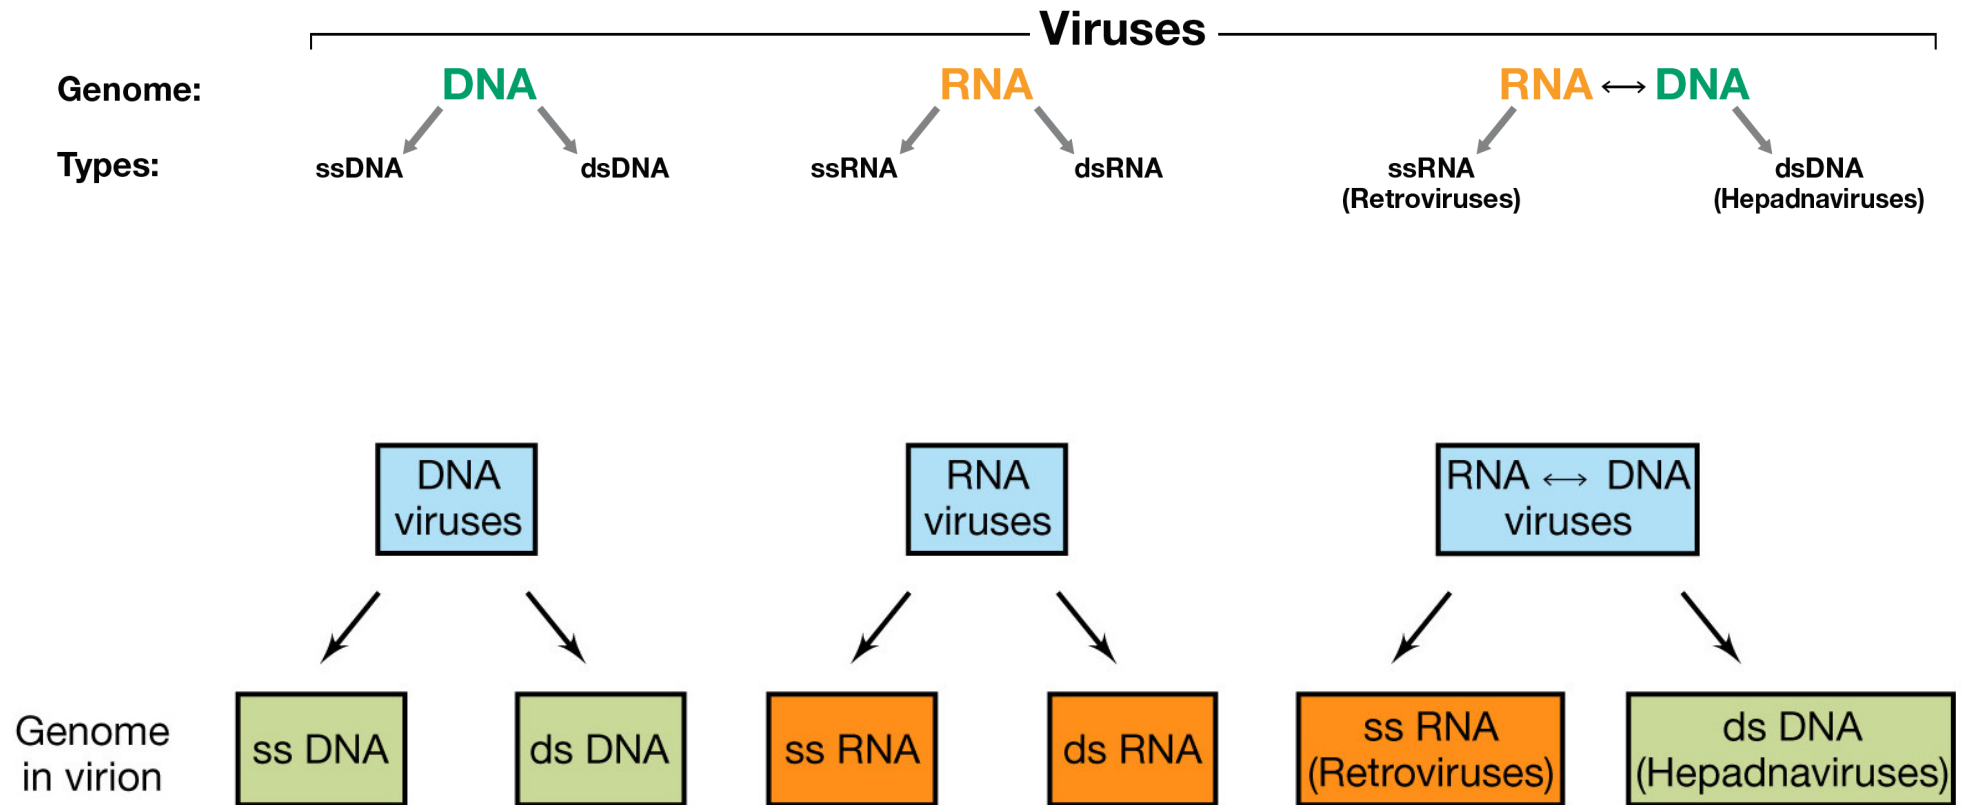 Viruses
Genome: DNA RNA RNA ↔ DNA
Types: ssDNA dsDNA ssRNA dsRNA ssRNA dsDNA
(Retroviruses) (Hepadnaviruses)
DNA RNA RNA ↔ DNA
viruses viruses viruses
Genome ss RNA ds DNA
ss DNA ds DNA ss RNA ds RNA
in virion (Retroviruses) (Hepadnaviruses)